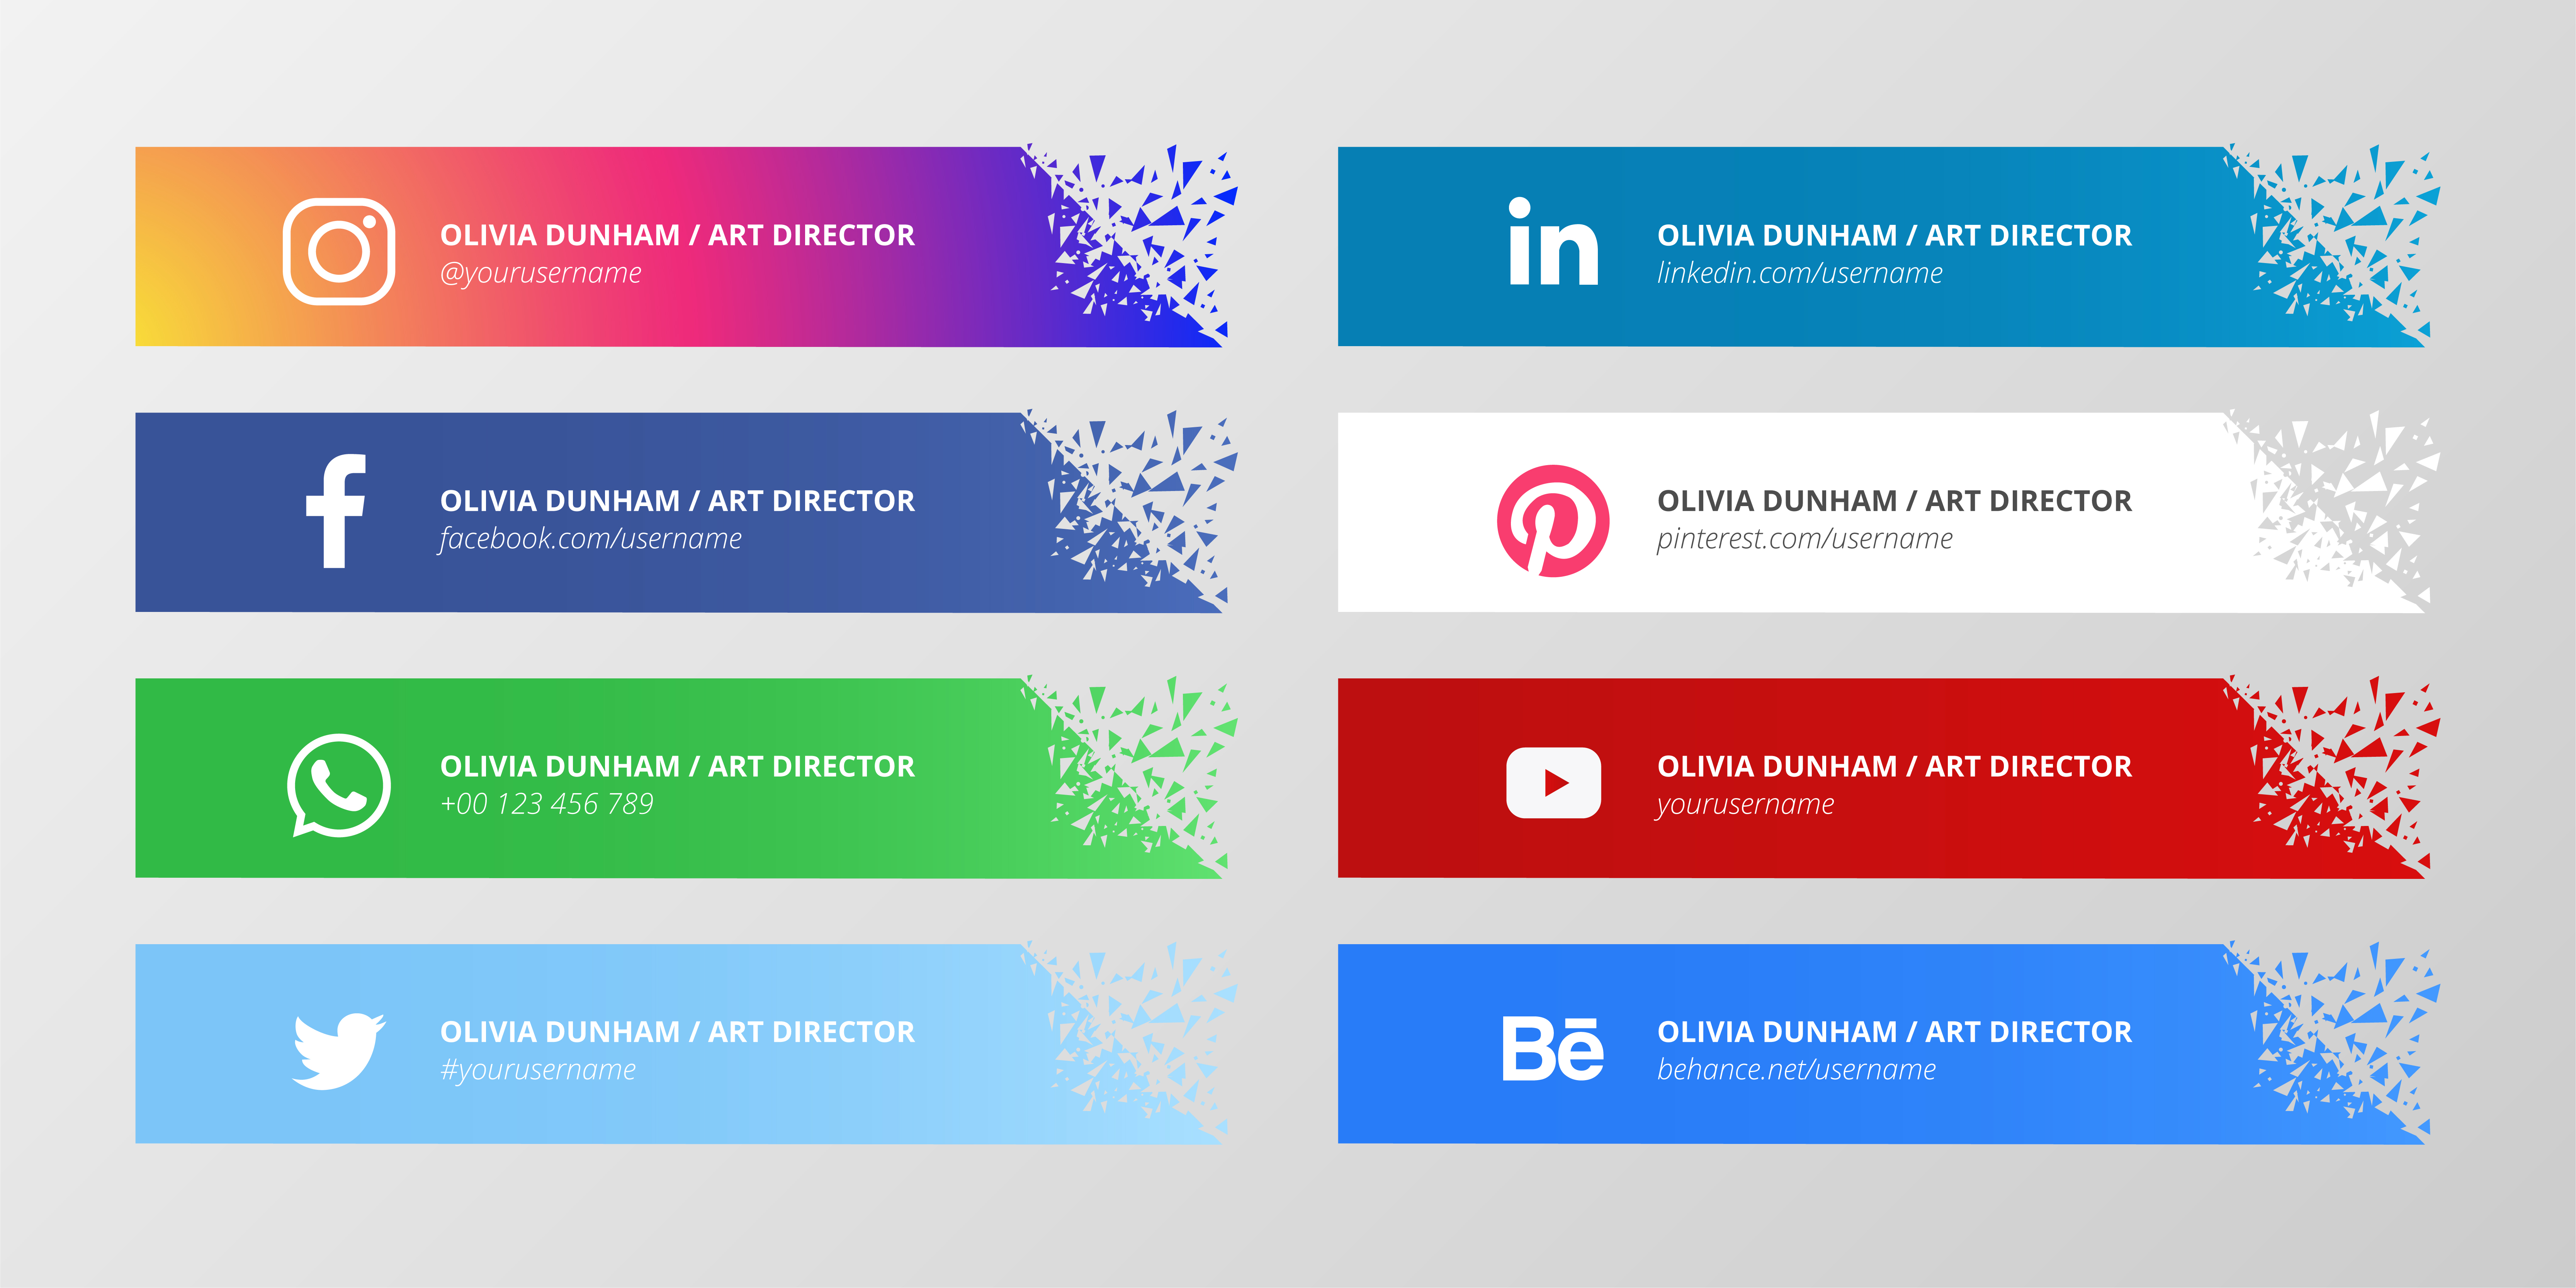 OLIVIA DUNHAM / ART DIRECTOR
@yourusername
OLIVIA DUNHAM / ART DIRECTOR
facebook.com/username
OLIVIA DUNHAM / ART DIRECTOR
+00 123 456 789
OLIVIA DUNHAM / ART DIRECTOR
#yourusername
in
OLIVIA DUNHAM / ART DIRECTOR
linkedin.com/username
OLIVIA DUNHAM / ART DIRECTOR
pinterest.com/username
OLIVIA DUNHAM / ART DIRECTOR
yourusername
Bē
OLIVIA DUNHAM / ART DIRECTOR
behance.net/username